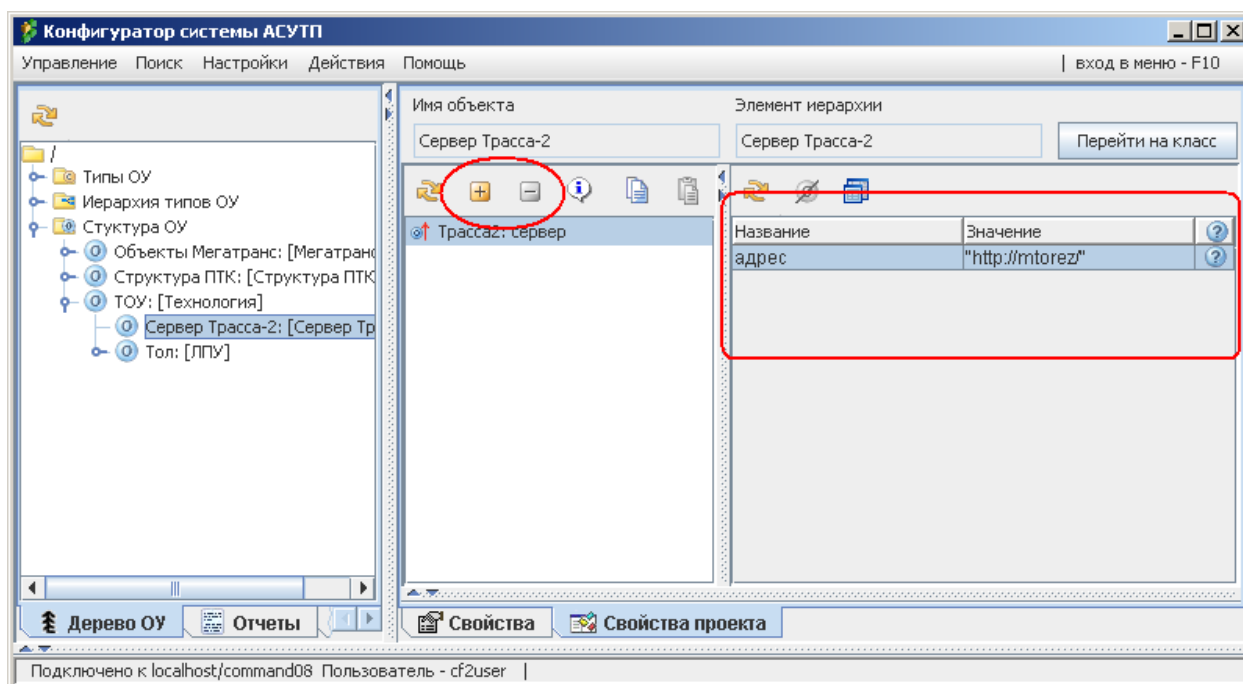 Конфигуратор системы АСУТП
Управление Поиск Настройки Действия Помощь | вход в меню - F10
Имя объекта Элемент иерархии
Сервер Трасса-2 Сервер Трасса-2 Перейти на класс
/
Типы ОУ
Иерархия типов ОУ
Стуктура ОУ
Объекты Мегатранс: [Мегатранс
Структура ПТК: [Структура ПТК
ТОУ: [Технология]
Сервер Трасса-2: [Сервер Тр
Тол: [ЛПУ]
Трасса2: сервер
Название Значение
адрес "http://mtorez/"
Дерево ОУ Отчеты
Свойства Свойства проекта
Подключено к localhost/command08 Пользователь - cf2user |